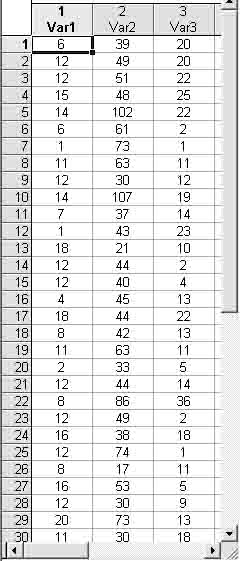 1 2 3
Var1 Var2 Var3
1 6 39 20
2 12 49 20
3 12 51 22
4 15 48 25
5 14 102 22
6 6 61 2
7 1 73 1
8 11 63 11
9 12 30 12
10 14 107 19
11 7 37 14
12 1 43 23
13 18 21 10
14 12 44 2
15 12 40 4
16 4 45 13
17 18 44 22
18 8 42 13
19 11 63 11
20 2 33 5
21 12 44 14
22 8 86 36
23 12 49 2
24 16 38 18
25 12 74 1
26 8 17 11
27 16 53 5
28 12 30 9
29 20 73 13
30 11 30 18